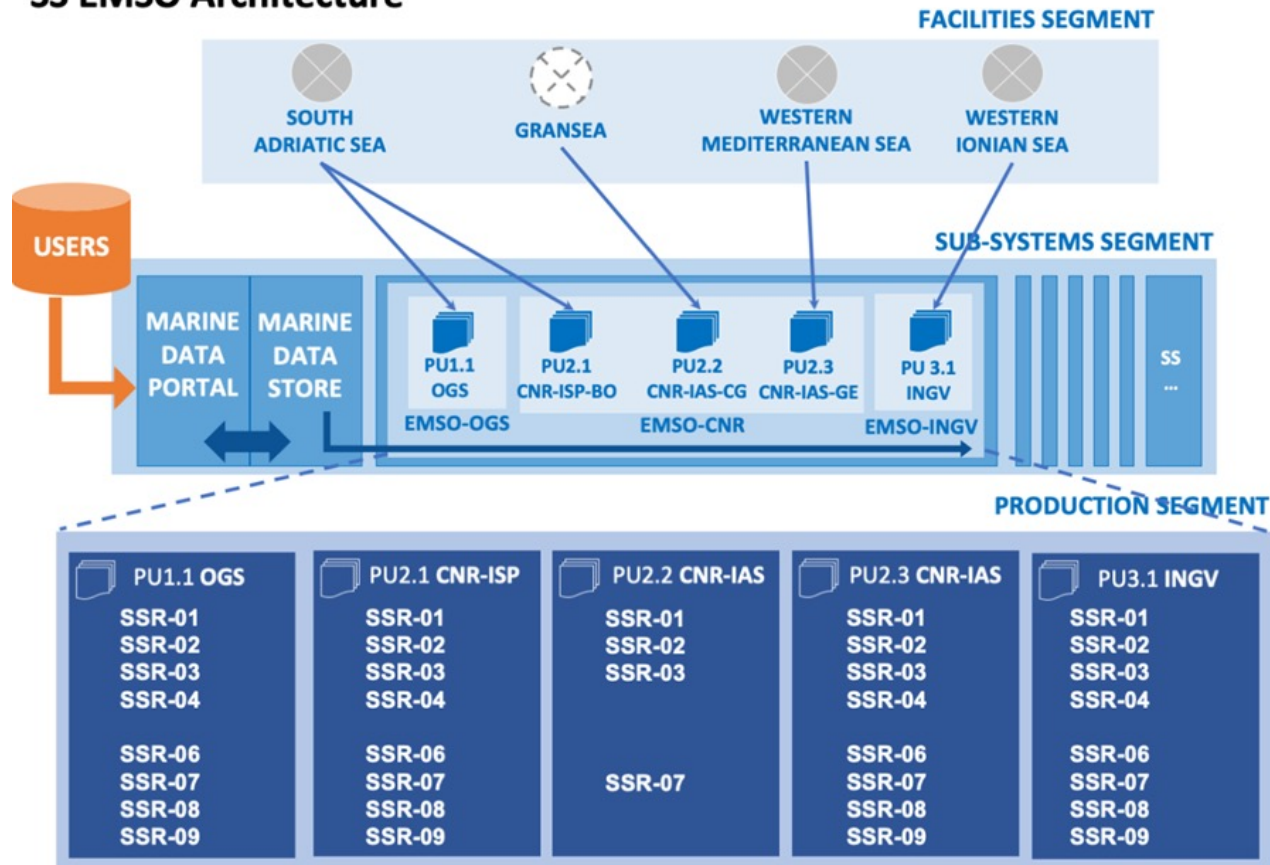 SS EMSO Architecture
FACILITIES SEGMENT
SOUTH
ADRIATIC SEA
GRANSEA
WESTERN
MEDITERRANEAN SEA
WESTERN
IONIAN SEA
USERS
SUB-SYSTEMS SEGMENT
MARINE
DATA
PORTAL
MARINE
DATA
STORE
PU1.1
OGS
EMSO-OGS
PU2.1
CNR-ISP-BO
PU2.2
CNR-IAS-CG
PU2.3
CNR-IAS-GE
EMSO-CNR
PU 3.1
INGV
EMSO-INGV
SS
...
PRODUCTION SEGMENT
PU1.1 OGS
SSR-01
SSR-02
SSR-03
SSR-04
SSR-06
SSR-07
SSR-08
SSR-09
PU2.1 CNR-ISP
SSR-01
SSR-02
SSR-03
SSR-04
SSR-06
SSR-07
SSR-08
SSR-09
PU2.2 CNR-IAS
SSR-01
SSR-02
SSR-03
SSR-07
PU2.3 CNR-IAS
SSR-01
SSR-02
SSR-03
SSR-04
SSR-06
SSR-07
SSR-08
SSR-09
PU3.1 INGV
SSR-01
SSR-02
SSR-03
SSR-04
SSR-06
SSR-07
SSR-08
SSR-09